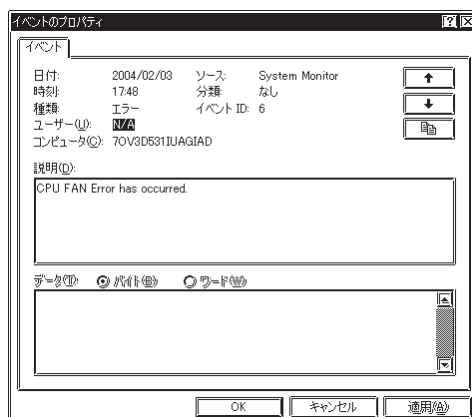 イベントのプロパティ
イベント
日付: 2004/02/03 ソース: System Monitor
時刻: 17:48 分類: なし
種類: エラー イベント ID: 6
ユーザー(U): N/A
コンピュータ(C): 7OV3D531IUAGIAD
説明(D):
CPU FAN Error has occurred.
データ(T): バイト(B) ワード(W)
OK キャンセル 適用(A)